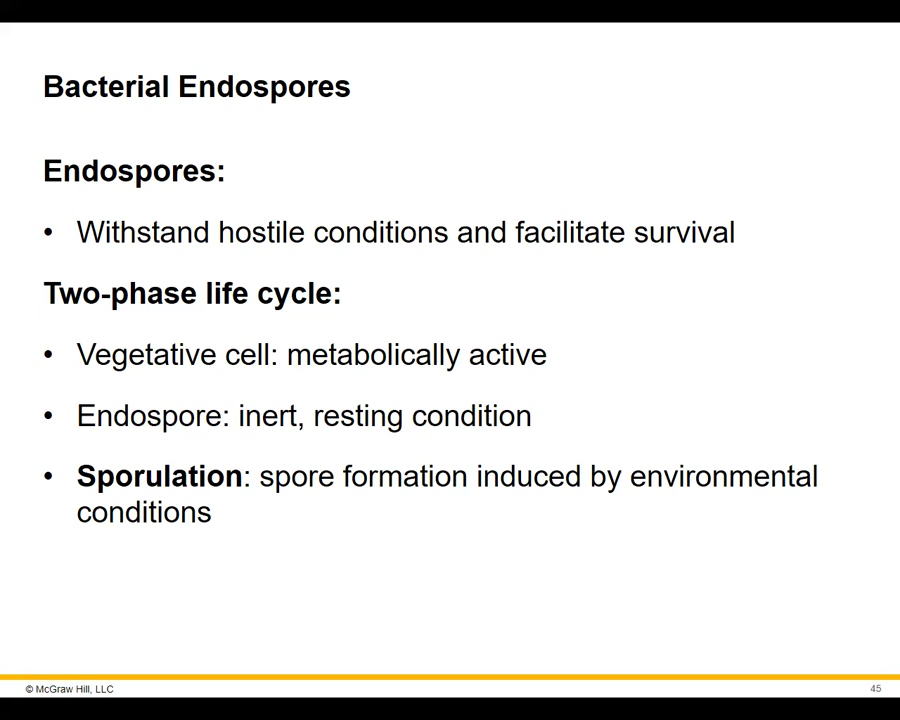 Bacterial Endospores
Endospores:
• Withstand hostile conditions and facilitate survival
Two-phase life cycle:
• Vegetative cell: metabolically active
• Endospore: inert, resting condition
• Sporulation: spore formation induced by environmental
conditions
© McGraw Hill, LLC
45